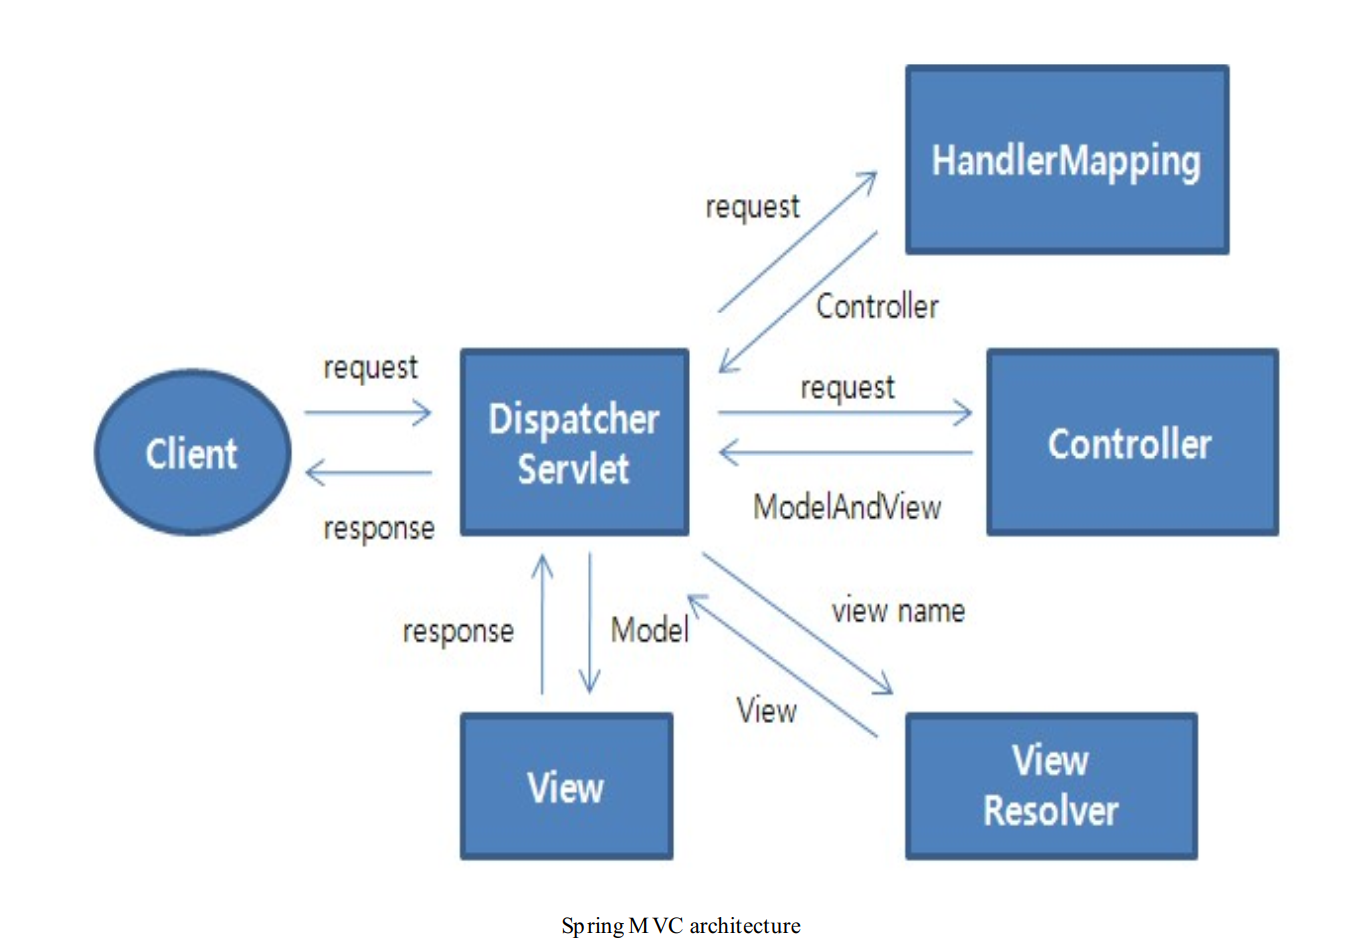 HandlerMapping
request
Controller
request
Dispatcher
Servlet
request
Client
Controller
ModelAndView
response
response
Model
view name
View
View
View
Resolver
Spring MVC architecture